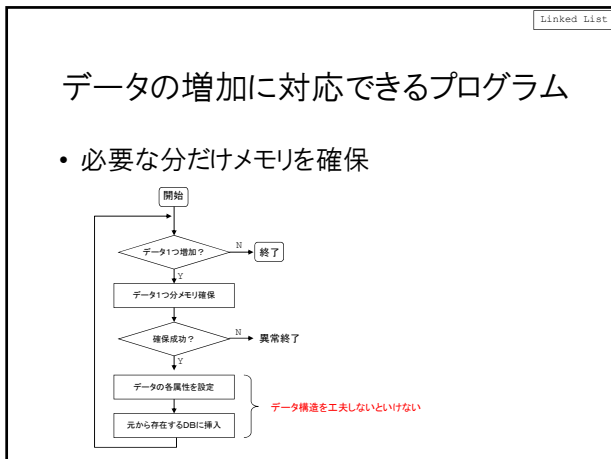 Linked List
データの増加に対応できるプログラム
• 必要な分だけメモリを確保
開始
データ1つ増加?
N
終了
Y
データ1つ分メモリ確保
確保成功?
N
異常終了
Y
データの各属性を設定
データ構造を工夫しないといけない
元から存在するDBに挿入